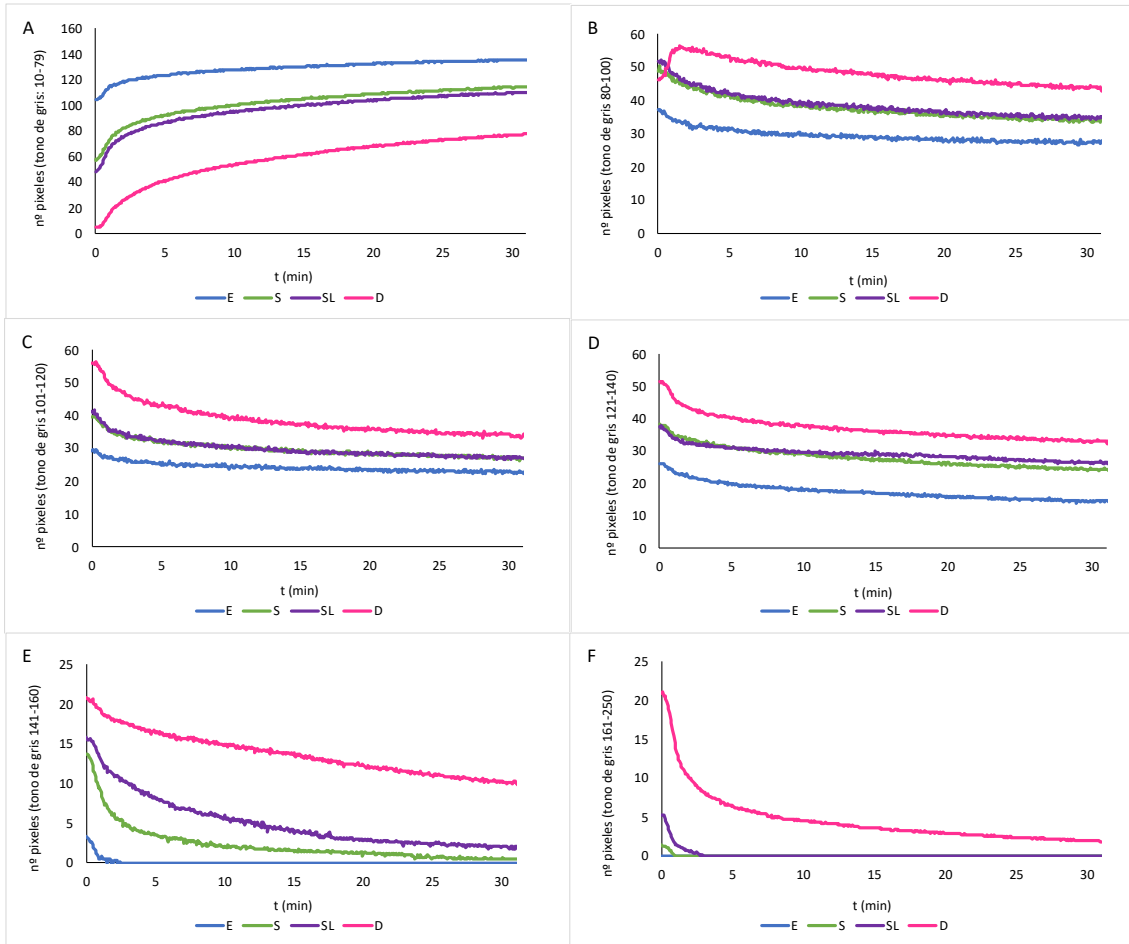 A
nº pixeles (tono de gris: 10-79)
160
140
120
100
80
60
40
20
0
0 5 10 15 20 25 30
t (min)
E S SL D
B
nº pixeles (tono de gris 80-100)
60
50
40
30
20
10
0
0 5 10 15 20 25 30
t (min)
E S SL D
C
nº pixeles (tono de gris 101-120)
60
50
40
30
20
10
0
0 5 10 15 20 25 30
t (min)
E S SL D
D
nº pixeles (tono de gris 121-140)
60
50
40
30
20
10
0
0 5 10 15 20 25 30
t (min)
E S SL D
E
nº pixeles (tono de gris 141-160)
25
20
15
10
5
0
0 5 10 15 20 25 30
t (min)
E S SL D
F
nº pixeles (tono de gris 161-250)
25
20
15
10
5
0
0 5 10 15 20 25 30
t (min)
E S SL D